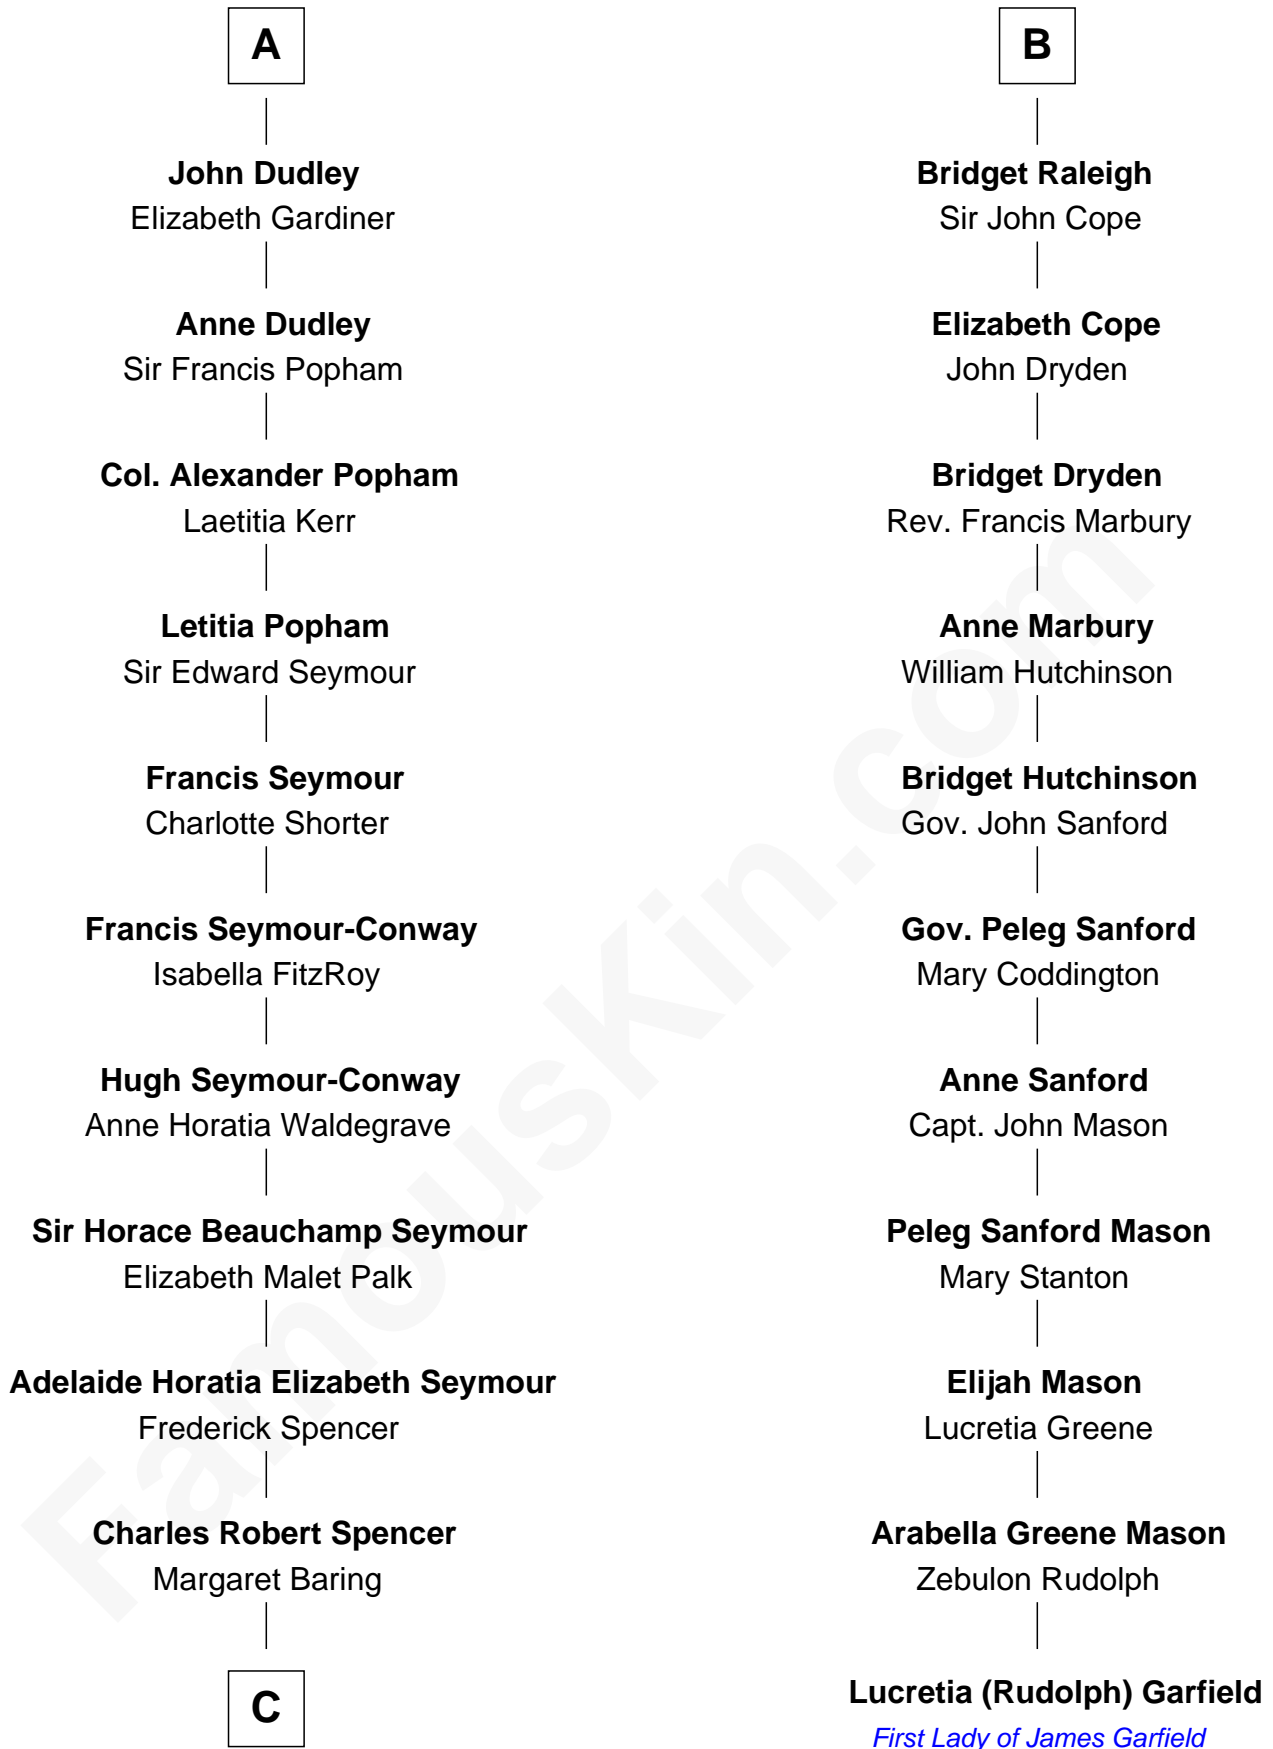 A
John Dudley
Elizabeth Gardiner
Anne Dudley
Sir Francis Popham
Col. Alexander Popham
Laetitia Kerr
Letitia Popham
Sir Edward Seymour
Francis Seymour
Charlotte Shorter
Francis Seymour-Conway
Isabella FitzRoy
Hugh Seymour-Conway
Anne Horatia Waldegrave
Sir Horace Beauchamp Seymour
Elizabeth Malet Palk
Adelaide Horatia Elizabeth Seymour
Frederick Spencer
Charles Robert Spencer
Margaret Baring
C
B
Bridget Raleigh
Sir John Cope
Elizabeth Cope
John Dryden
Bridget Dryden
Rev. Francis Marbury
Anne Marbury
William Hutchinson
Bridget Hutchinson
Gov. John Sanford
Gov. Peleg Sanford
Mary Coddington
Anne Sanford
Capt. John Mason
Peleg Sanford Mason
Mary Stanton
Elijah Mason
Lucretia Greene
Arabella Greene Mason
Zebulon Rudolph
Lucretia (Rudolph) Garfield
First Lady of James Garfield
FamousKin.com